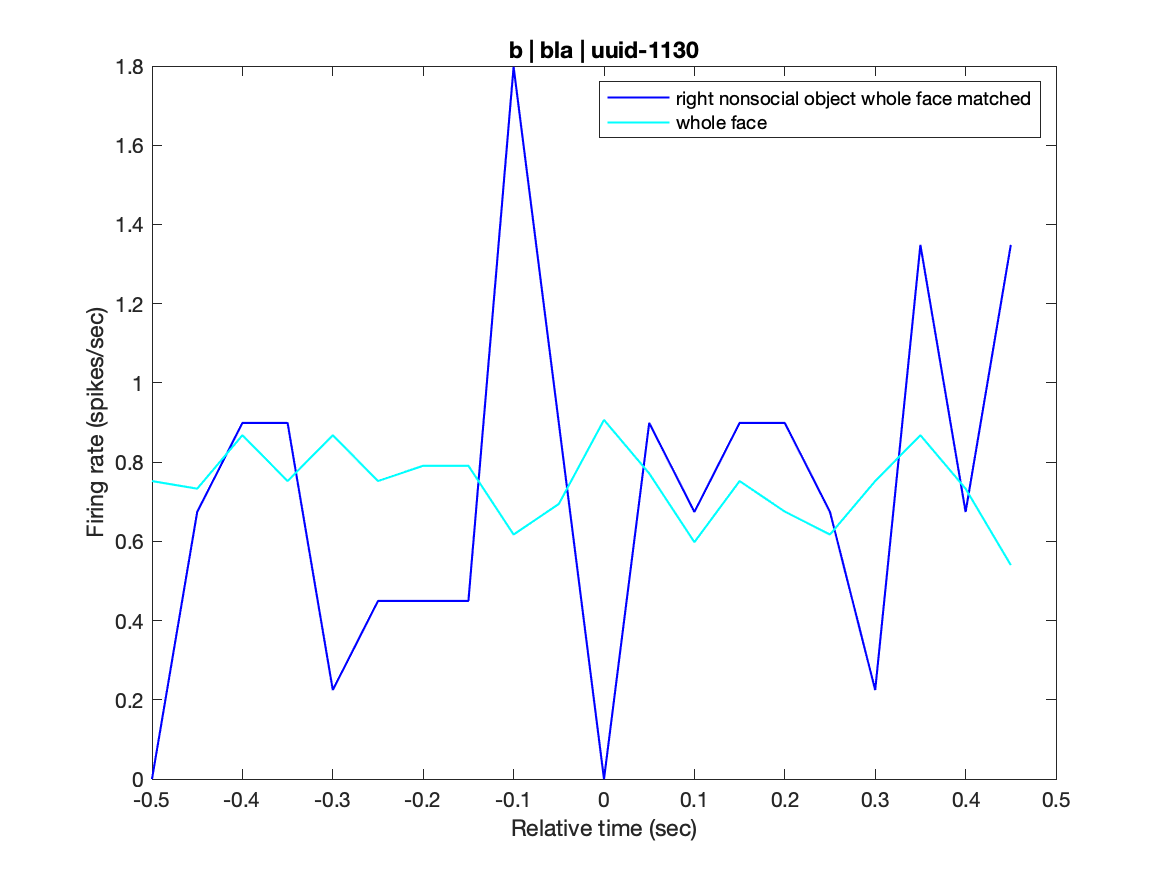 b | bla | uuid-1130
right nonsocial object whole face matched
whole face
Firing rate (spikes/sec)
1.8
1.6
1.4
1.2
1
0.8
0.6
0.4
0.2
0
-0.5 -0.4 -0.3 -0.2 -0.1 0 0.1 0.2 0.3 0.4 0.5
Relative time (sec)